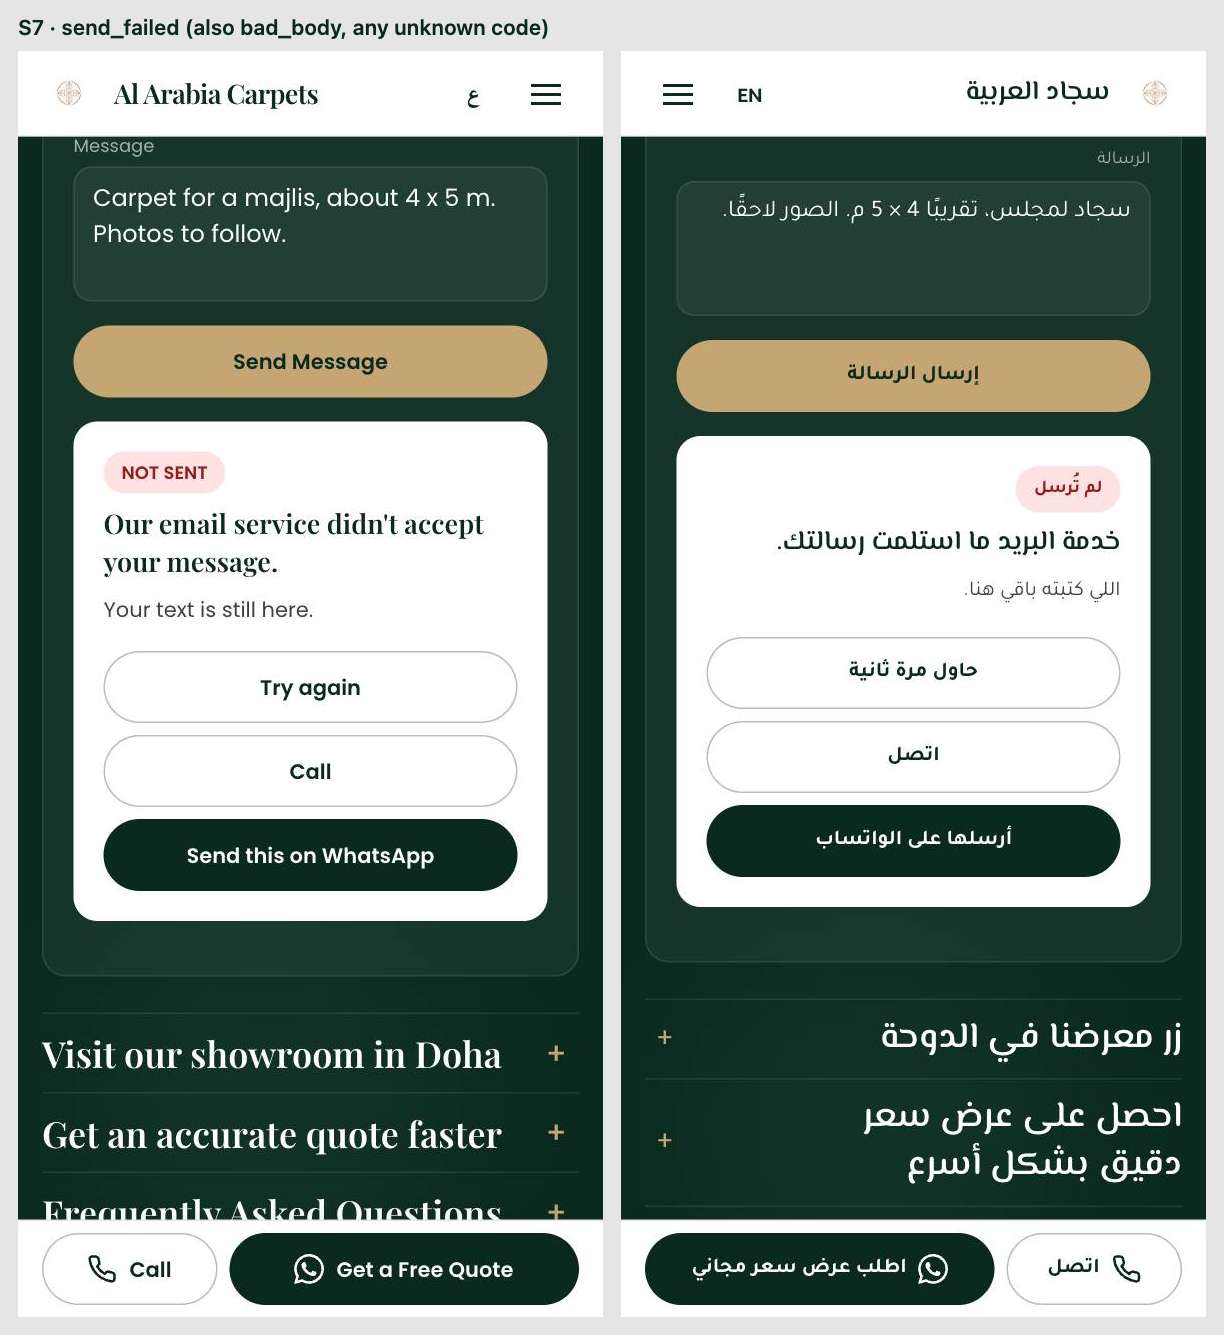 S7 · send_failed (also bad_body, any unknown code)
Al Arabia Carpets
ع
Message
Carpet for a majlis, about 4 x 5 m.
Photos to follow.
Send Message
NOT SENT
Our email service didn't accept
your message.
Your text is still here.
Try again
Call
Send this on WhatsApp
Visit our showroom in Doha
+
Get an accurate quote faster
+
Frequently Asked Questions
+
Call
Get a Free Quote
سجاد العربية
EN
الرسالة
سجاد لمجلس، تقريبًا 4 × 5 م. الصور لاحقًا.
إرسال الرسالة
لم تُرسل
خدمة البريد ما استلمت رسالتك.
اللي كتبته باقي هنا.
حاول مرة ثانية
اتصل
أرسلها على الواتساب
زر معرضنا في الدوحة
+
احصل على عرض سعر
دقيق بشكل أسرع
+
اتصل
اطلب عرض سعر مجاني